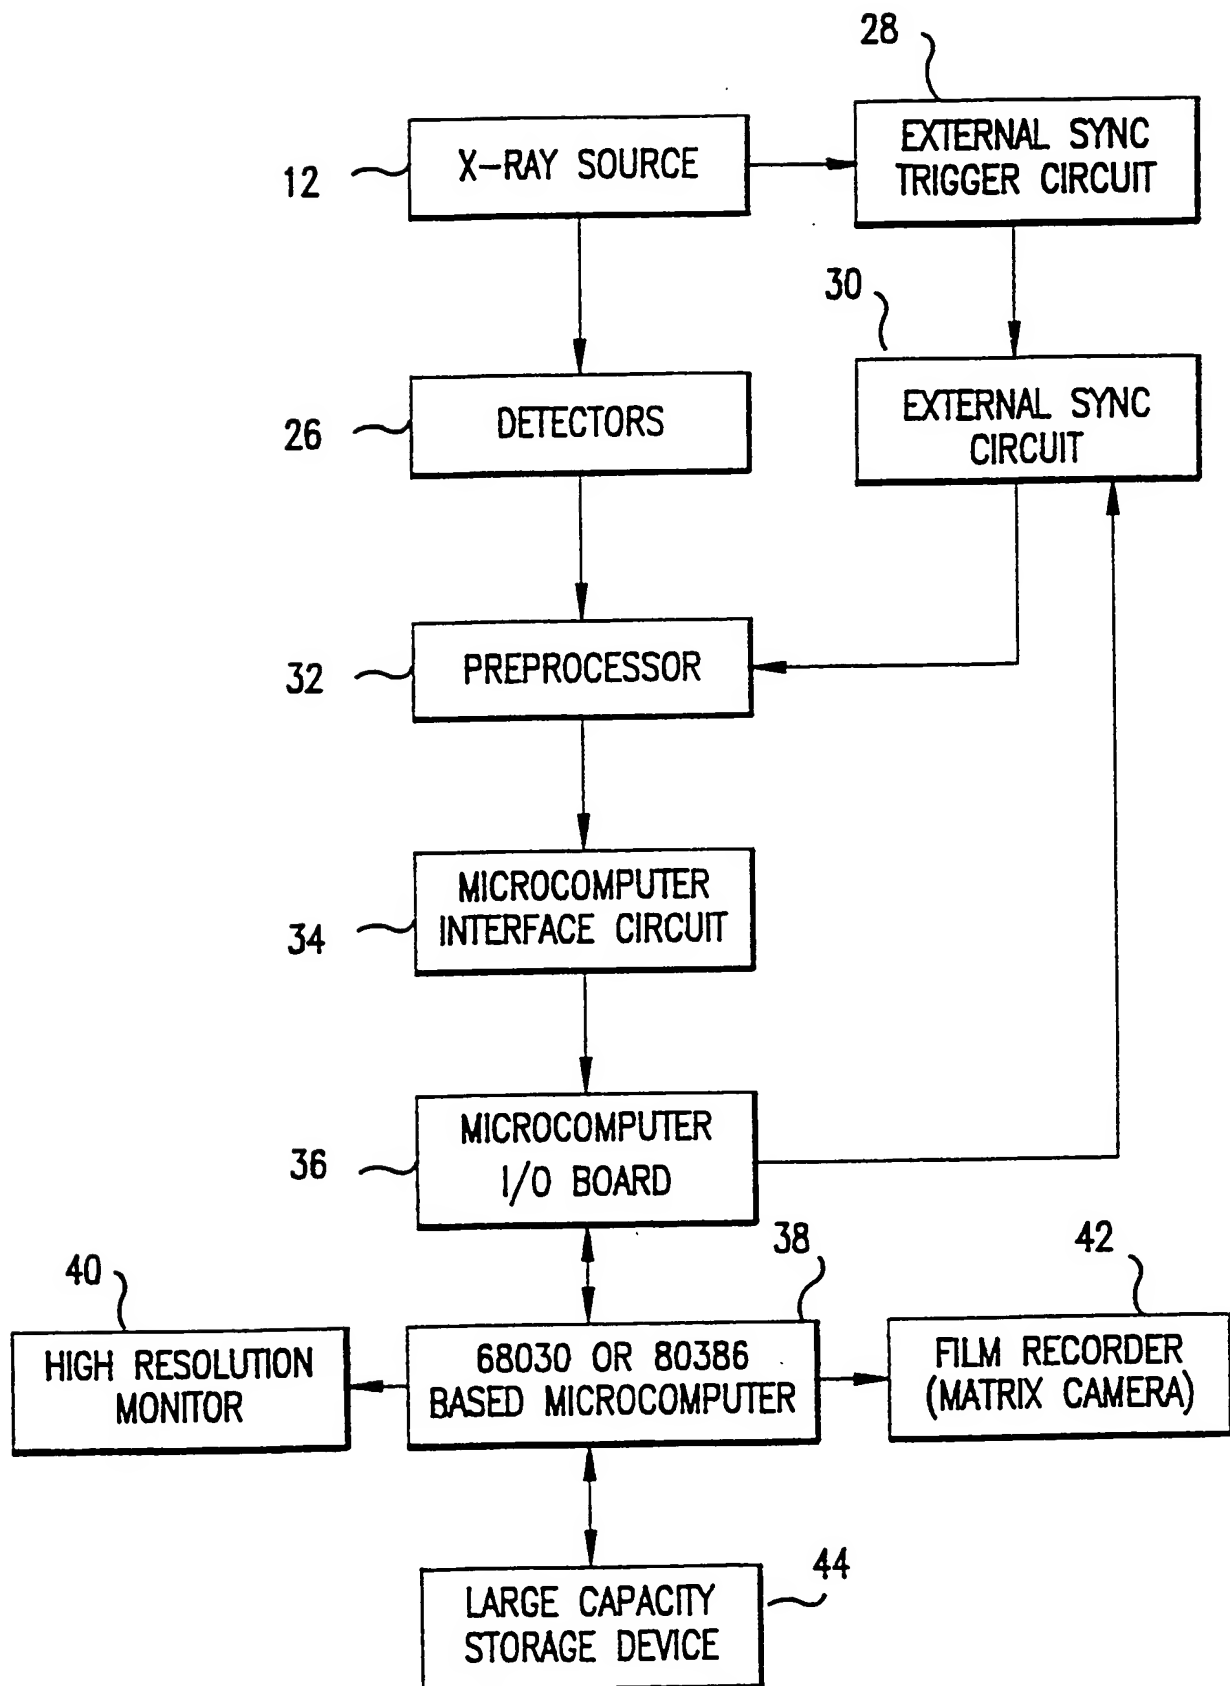 28
12
X-RAY SOURCE
EXTERNAL SYNC
TRIGGER CIRCUIT
30
26
DETECTORS
EXTERNAL SYNC
CIRCUIT
32
PREPROCESSOR
34
MICROCOMPUTER
INTERFACE CIRCUIT
36
MICROCOMPUTER
I/O BOARD
40
38
42
HIGH RESOLUTION
MONITOR
68030 OR 80386
BASED MICROCOMPUTER
FILM RECORDER
(MATRIX CAMERA)
44
LARGE CAPACITY
STORAGE DEVICE